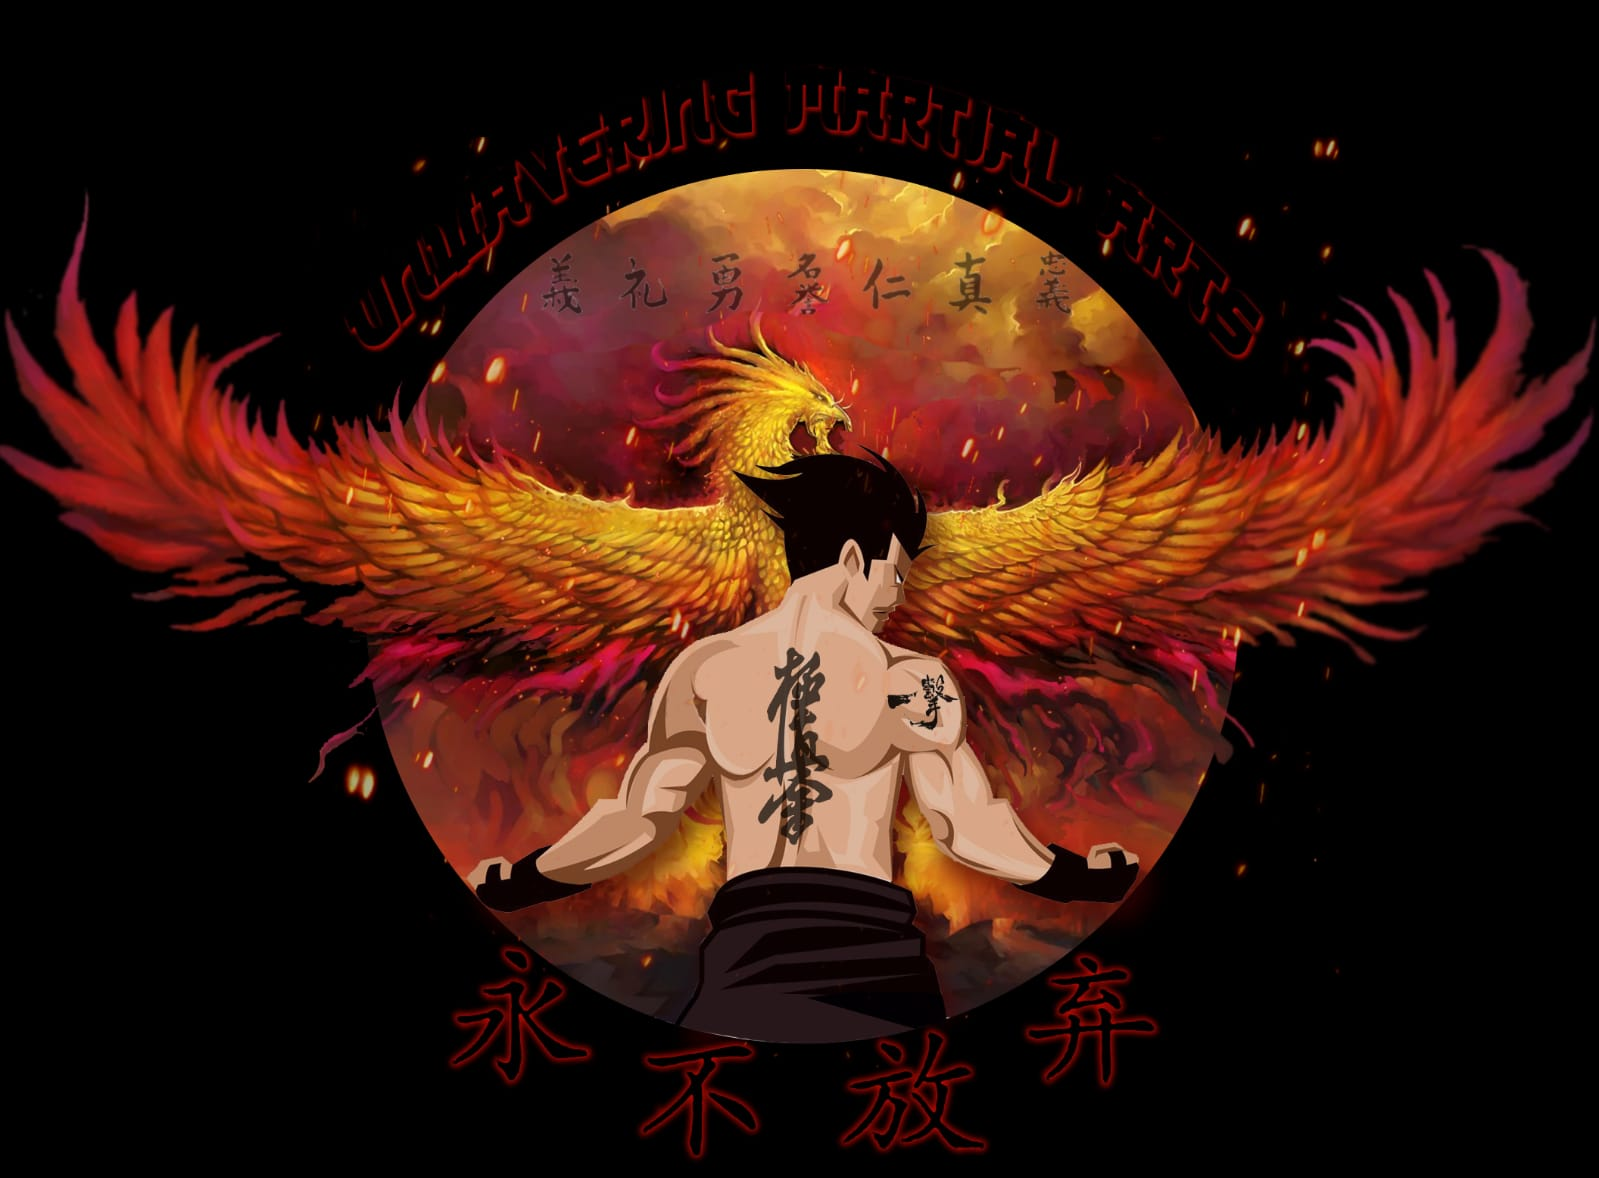 UNWAVERING MARTIAL ARTS
義 礼 勇 名誉 仁 真 忠義
極真会
一撃
永不放弃